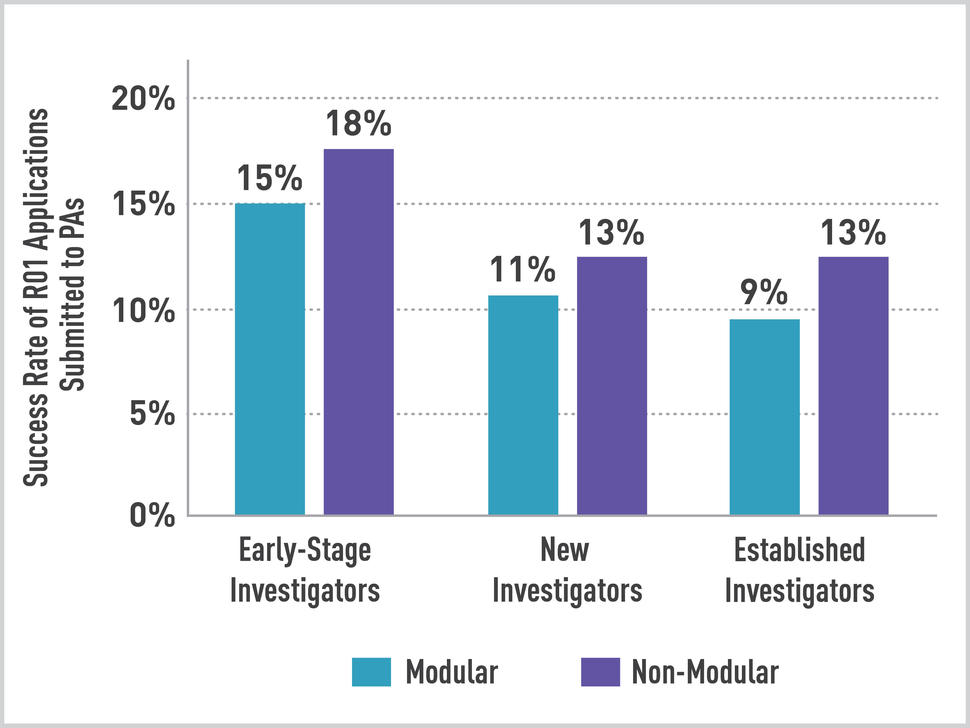 Success Rate of R01 Applications
Submitted to PAs
20%
15%
10%
5%
0%
15%
18%
11%
13%
9%
13%
Early-Stage
Investigators
New
Investigators
Established
Investigators
Modular
Non-Modular